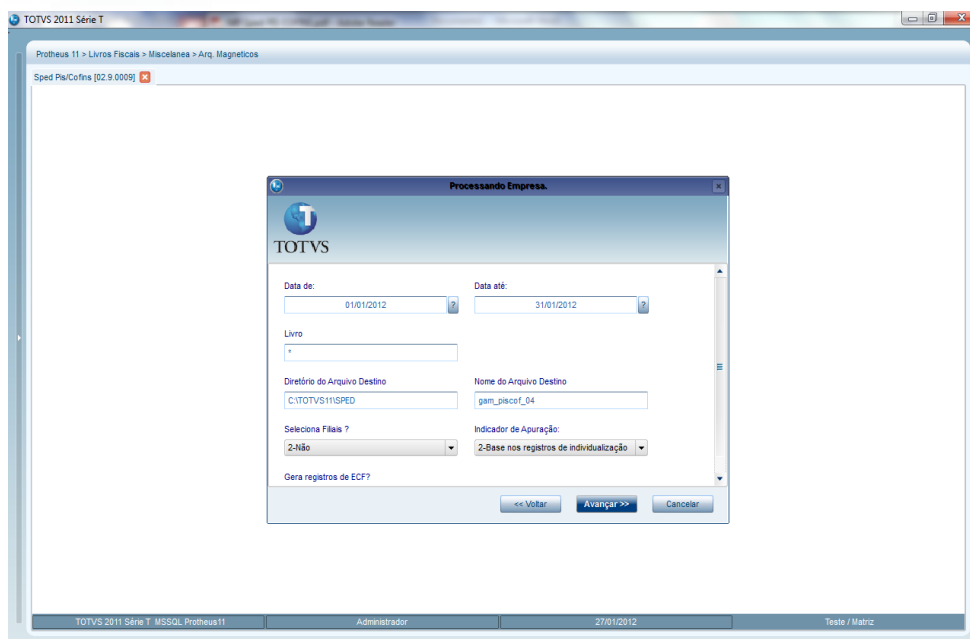 TOTVS 2011 Série T
Protheus 11 > Livros Fiscais > Miscelanea > Arq. Magneticos
Sped Pis/Cofins [02.9.0009]
Processando Empresa.
TOTVS
Data de: Data até:
01/01/2012 ? 31/01/2012 ?
Livro
*
Diretório do Arquivo Destino Nome do Arquivo Destino
C:\TOTVS11\SPED gam_piscof_04
Seleciona Filiais ? Indicador de Apuração:
2-Não 2-Base nos registros de individualização
Gera registros de ECF?
<< Voltar Avançar >> Cancelar
TOTVS 2011 Série T MSSQL Protheus11 Administrador 27/01/2012 Teste / Matriz